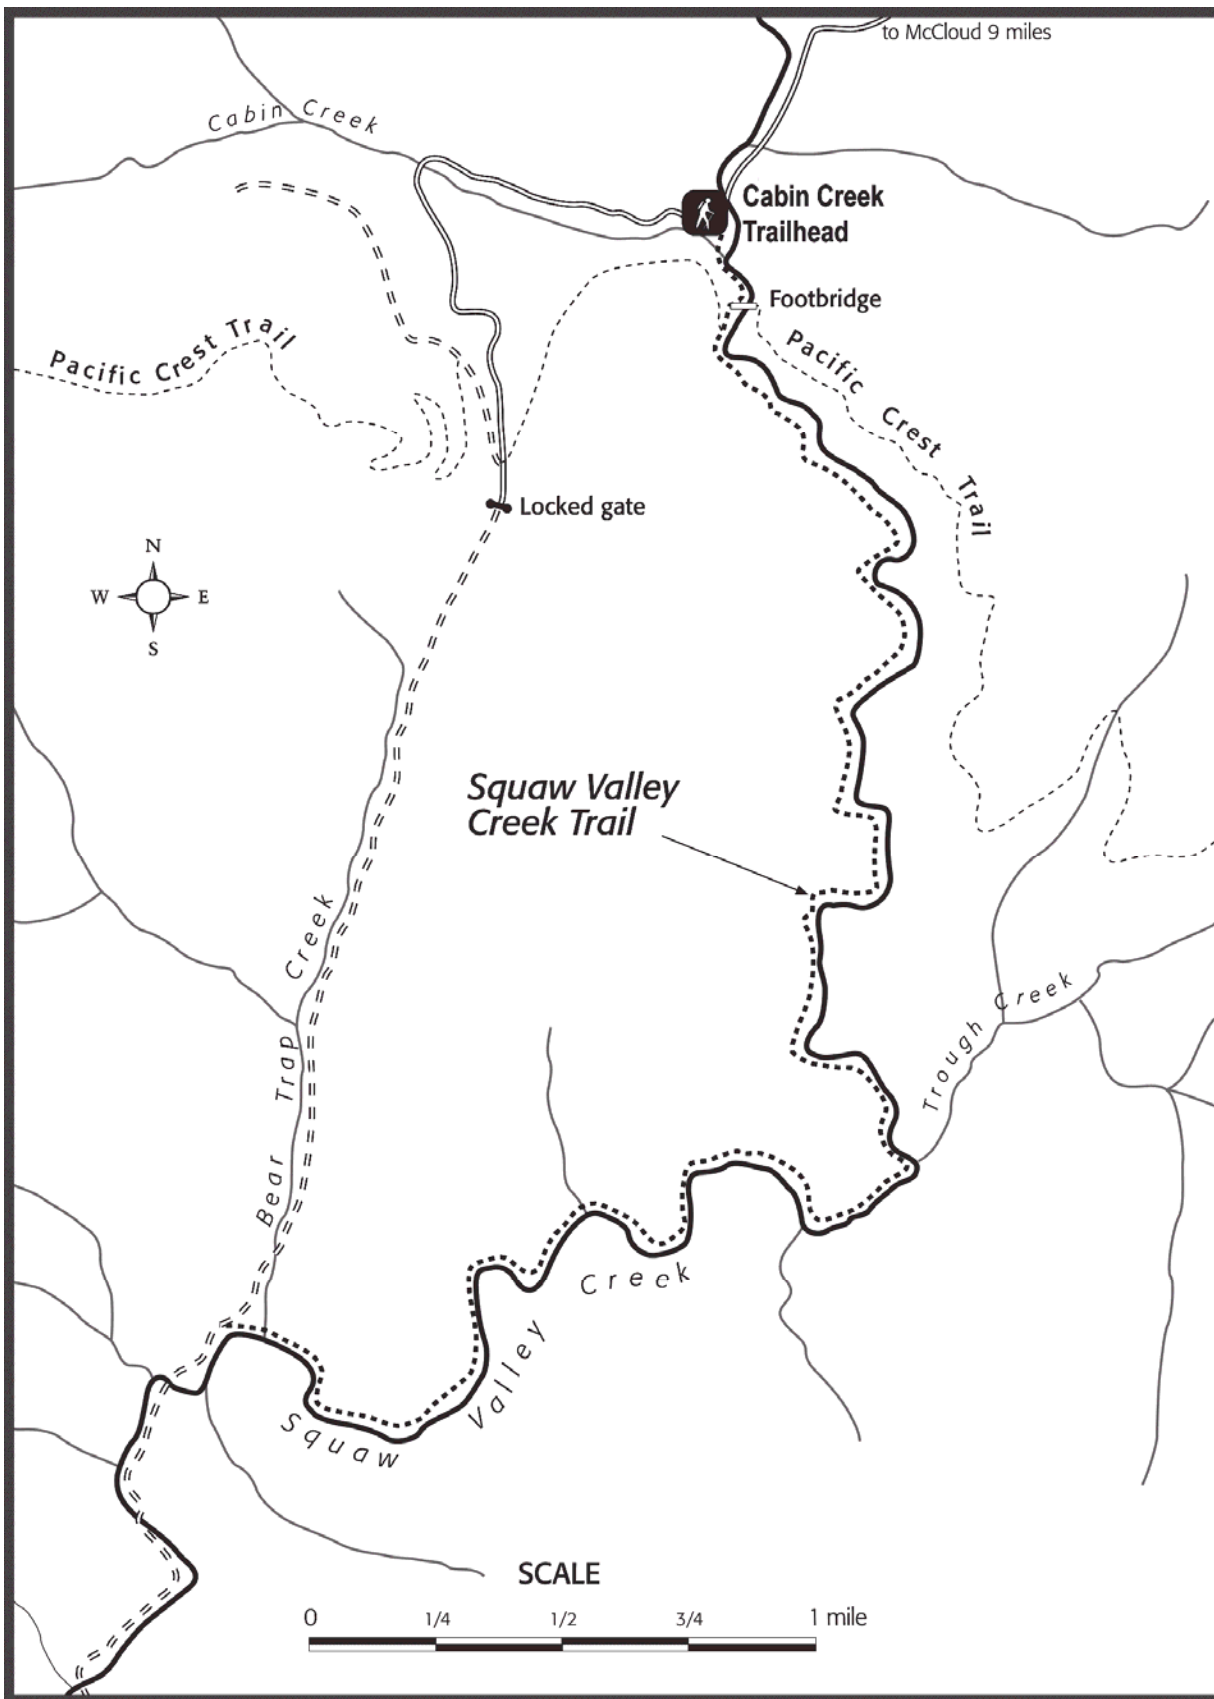 to McCloud 9 miles
Cabin Creek
Cabin Creek
Trailhead
Footbridge
Pacific Crest Trail
Pacific Crest Trail
Locked gate
N
W E
S
Squaw Valley
Creek Trail
Bear Trap Creek
Trough Creek
Squaw Valley Creek
SCALE
0 1/4 1/2 3/4 1 mile